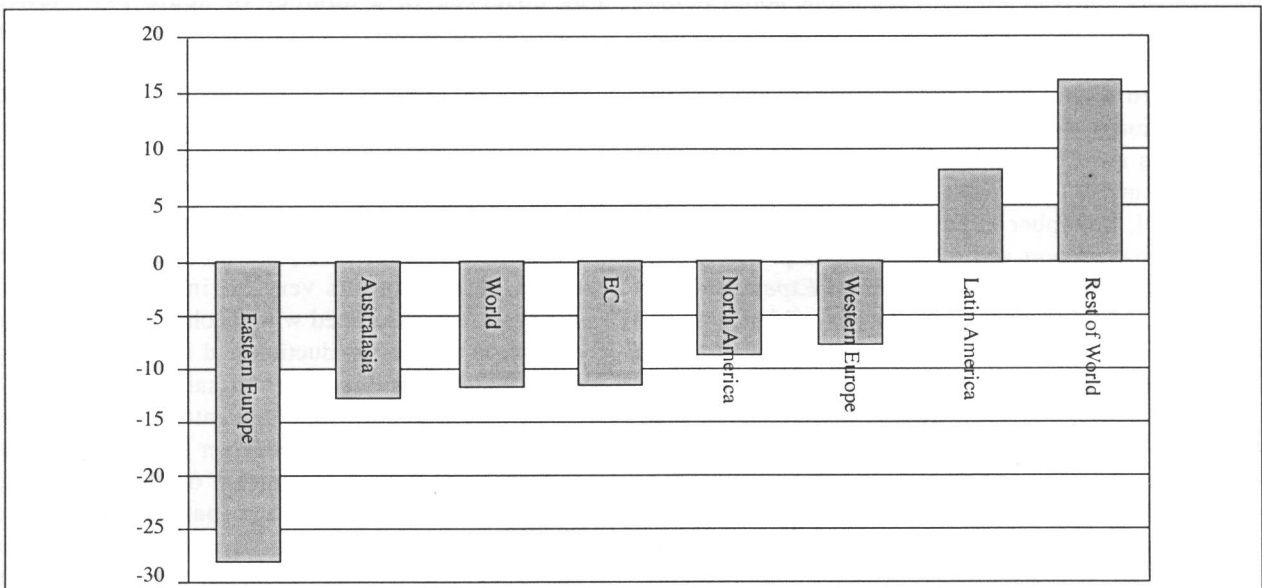 20
15
10
5
0
-5
-10
-15
-20
-25
-30
Eastern Europe
Australasia
World
EC
North America
Western Europe
Latin America
Rest of World